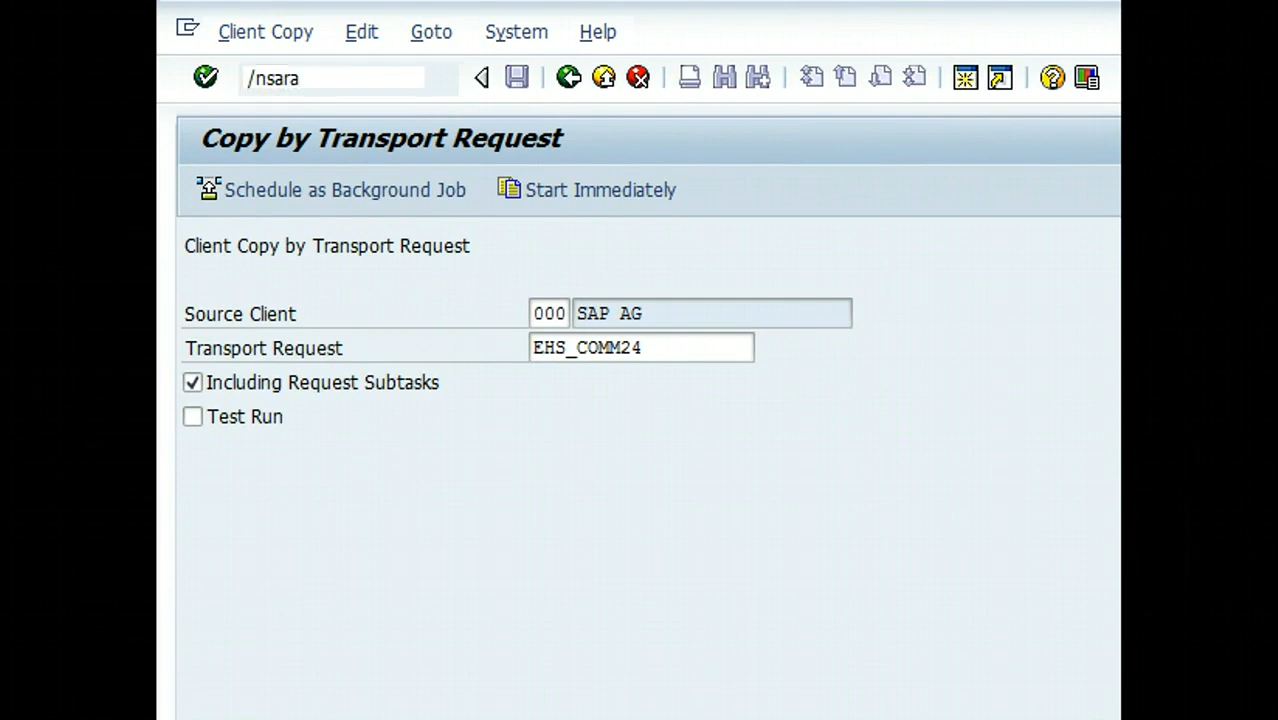 Client Copy Edit Goto System Help
/nsara
Copy by Transport Request
Schedule as Background Job Start Immediately
Client Copy by Transport Request
Source Client 000 SAP AG
Transport Request EHS_COMM24
Including Request Subtasks
Test Run